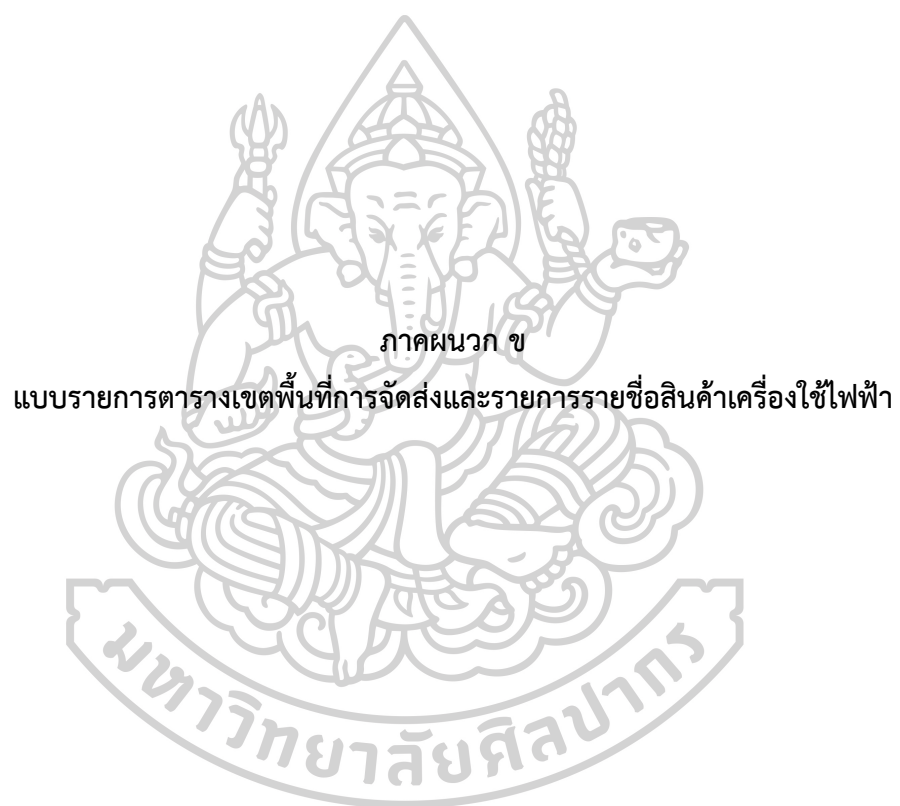 ภาคผนวก ข
แบบรายการตารางเขตพื้นที่การจัดส่งและรายการรายชื่อสินค้าเครื่องใช้ไฟฟ้า
มหาวิทยาลัยศิลปากร